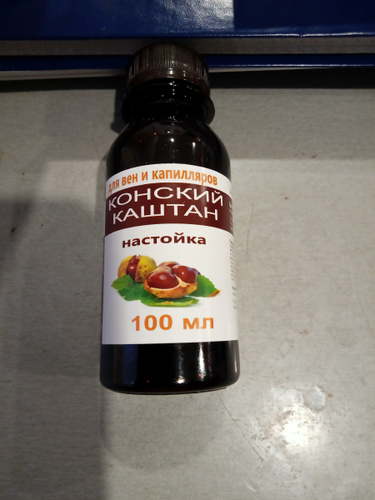 Для вен и капилляров
КОНСКИЙ
КАШТАН
настойка
100 мл